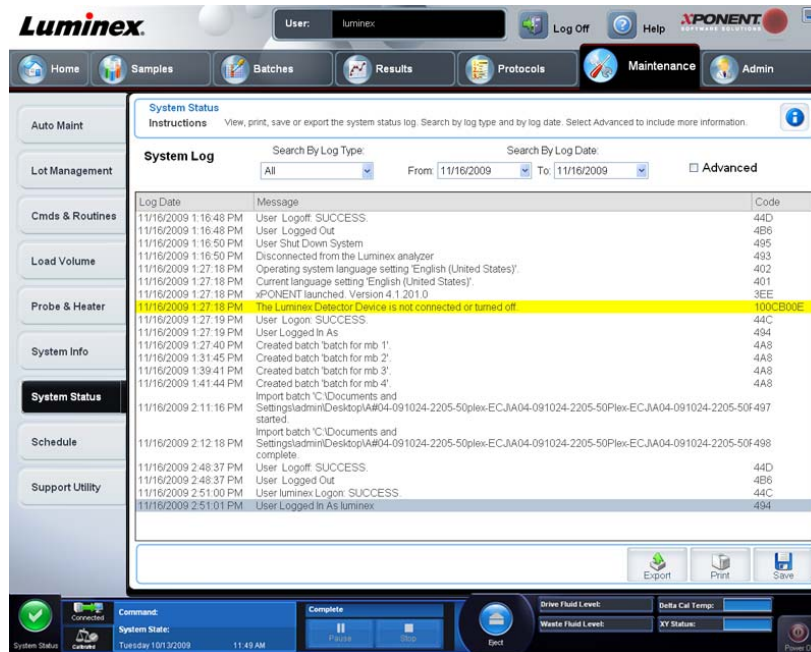 Luminex.
User: luminex
Log Off
Help
XPONENT.
SOFTWARE SOLUTIONS
Home
Samples
Batches
Results
Protocols
Maintenance
Admin
Auto Maint
Lot Management
Cmds & Routines
Load Volume
Probe & Heater
System Info
System Status
Schedule
Support Utility
System Status
Instructions View, print, save or export the system status log. Search by log type and by log date. Select Advanced to include more information.
System Log
Search By Log Type:
All
Search By Log Date:
From: 11/16/2009 To: 11/16/2009
Advanced
Log Date Message Code
11/16/2009 1:16:48 PM User Logoff: SUCCESS. 44D
11/16/2009 1:16:48 PM User Logged Out 4B6
11/16/2009 1:16:50 PM User Shut Down System 495
11/16/2009 1:16:50 PM Disconnected from the Luminex analyzer 493
11/16/2009 1:27:18 PM Operating system language setting 'English (United States)'. 402
11/16/2009 1:27:18 PM Current language setting 'English (United States)'. 401
11/16/2009 1:27:18 PM xPONENT launched. Version 4.1.201.0 3EE
11/16/2009 1:27:18 PM The Luminex Detector Device is not connected or turned off. 100CB00E
11/16/2009 1:27:19 PM User Logon: SUCCESS. 44C
11/16/2009 1:27:19 PM User Logged In As 494
11/16/2009 1:27:40 PM Created batch 'batch for mb 1'. 4A8
11/16/2009 1:31:45 PM Created batch 'batch for mb 2'. 4A8
11/16/2009 1:39:41 PM Created batch 'batch for mb 3'. 4A8
11/16/2009 1:41:44 PM Created batch 'batch for mb 4'. 4A8
Import batch 'C:\Documents and
11/16/2009 2:11:16 PM Settings\admin\Desktop\A#04-091024-2205-50plex-ECJ\A04-091024-2205-50Plex-ECJ\A04-091024-2205-50F 497
started.
Import batch 'C:\Documents and
11/16/2009 2:12:18 PM Settings\admin\Desktop\A#04-091024-2205-50plex-ECJ\A04-091024-2205-50Plex-ECJ\A04-091024-2205-50F 498
complete.
11/16/2009 2:48:37 PM User Logoff: SUCCESS. 44D
11/16/2009 2:48:37 PM User Logged Out 4B6
11/16/2009 2:51:00 PM User luminex Logon: SUCCESS. 44C
11/16/2009 2:51:01 PM User Logged In As luminex 494
Export
Print
Save
System Status
Connected
Calibrated
Command:
System State:
Tuesday 10/13/2009 11:49 AM
Complete
Pause
Stop
Eject
Drive Fluid Level:
Waste Fluid Level:
Delta Cal Temp:
XY Status: